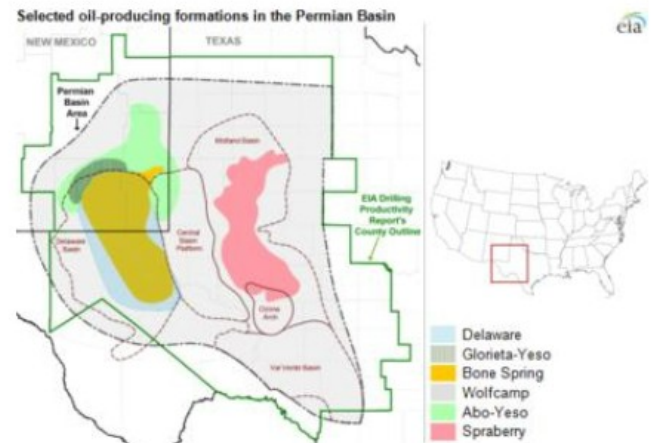 Selected oil-producing formations in the Permian Basin
eia
NEW MEXICO
TEXAS
Permian
Basin
Area
Midland Basin
EIA Drilling
Productivity
Report's
County Outline
Delaware
Basin
Central
Basin
Platform
Ozona
Arch
Val Verde Basin
Delaware
Glorieta-Yeso
Bone Spring
Wolfcamp
Abo-Yeso
Spraberry